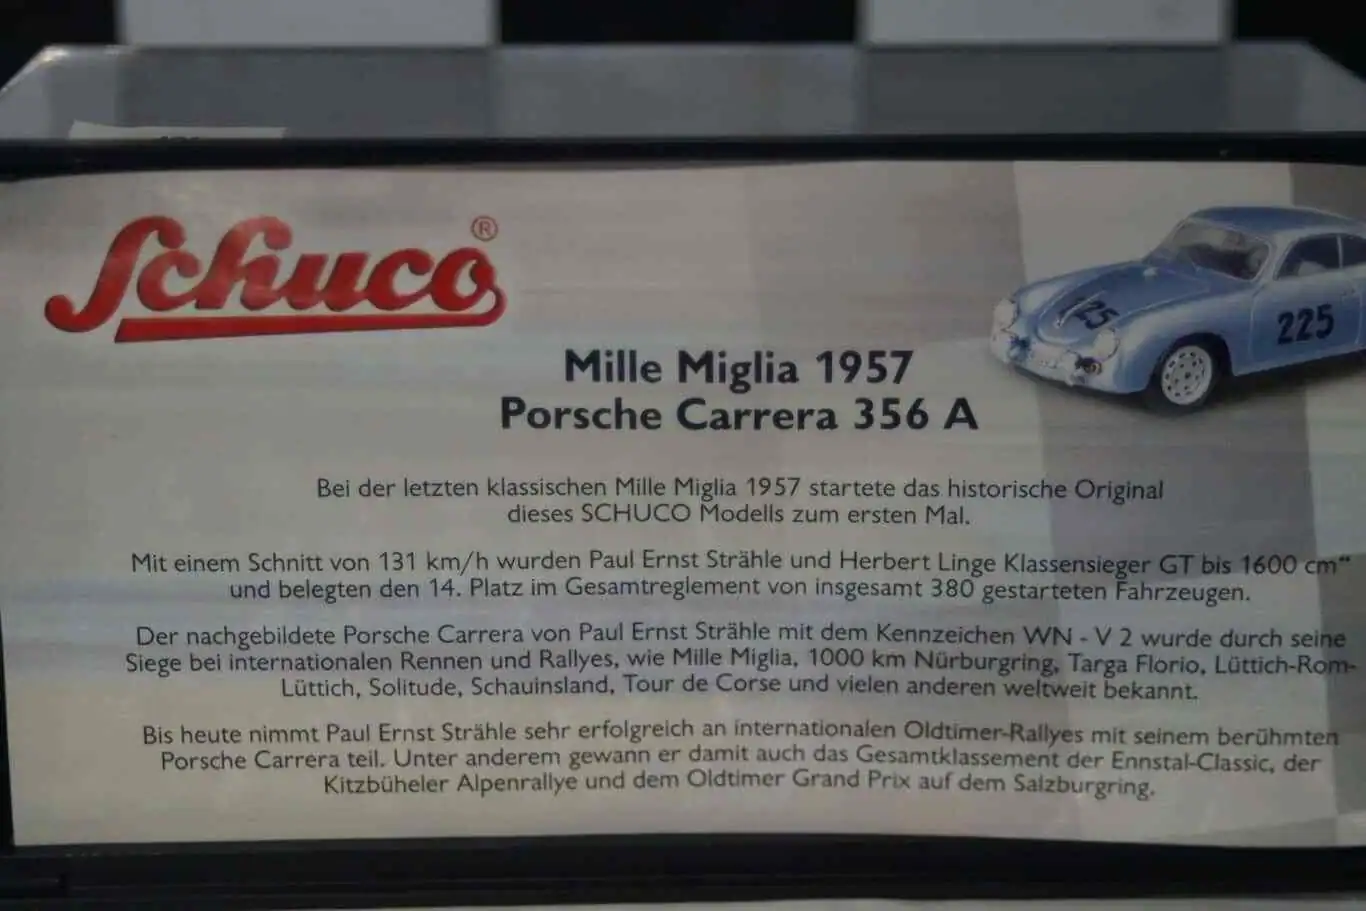 Schuco®
Mille Miglia 1957
Porsche Carrera 356 A
225
225
Bei der letzten klassischen Mille Miglia 1957 startete das historische Original
dieses SCHUCO Modells zum ersten Mal.
Mit einem Schnitt von 131 km/h wurden Paul Ernst Strähle und Herbert Linge Klassensieger GT bis 1600 cm“
und belegten den 14. Platz im Gesamtreglement von insgesamt 380 gestarteten Fahrzeugen.
Der nachgebildete Porsche Carrera von Paul Ernst Strähle mit dem Kennzeichen WN - V 2 wurde durch seine
Siege bei internationalen Rennen und Rallyes, wie Mille Miglia, 1000 km Nürburgring, Targa Florio, Lüttich-Rom-
Lüttich, Solitude, Schauinsland, Tour de Corse und vielen anderen weltweit bekannt.
Bis heute nimmt Paul Ernst Strähle sehr erfolgreich an internationalen Oldtimer-Rallyes mit seinem berühmten
Porsche Carrera teil. Unter anderem gewann er damit auch das Gesamtklassement der Ennstal-Classic, der
Kitzbüheler Alpenrallye und dem Oldtimer Grand Prix auf dem Salzburgring.